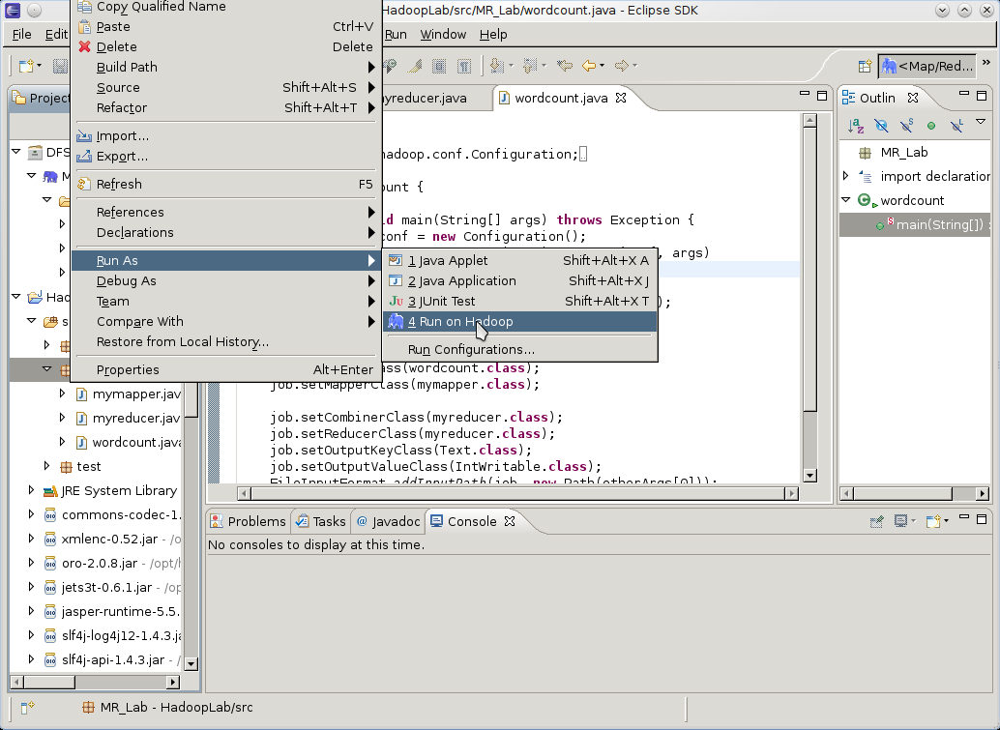 HadoopLab/src/MR_Lab/wordcount.java - Eclipse SDK
File Edit Run Window Help
Copy Qualified Name
Paste Ctrl+V
Delete Delete
Build Path
Source Shift+Alt+S
Refactor Shift+Alt+T
Import...
Export...
Refresh F5
References
Declarations
Run As
Debug As
Team
Compare With
Restore from Local History...
Properties Alt+Enter
1 Java Applet Shift+Alt+X A
2 Java Application Shift+Alt+X J
3 JUnit Test Shift+Alt+X T
4 Run on Hadoop
Run Configurations...
<Map/Red...
»
Project
DFS
M
Had
s
mymapper.jav
myreducer.jav
wordcount.java
test
JRE System Library
commons-codec-1.
xmlenc-0.52.jar - /o
oro-2.0.8.jar - /opt/h
jets3t-0.6.1.jar - /op
jasper-runtime-5.5.
slf4j-log4j12-1.4.3.ja
slf4j-api-1.4.3.jar - /
yreducer.java
wordcount.java
adoop.conf.Configuration;
unt {
d main(String[] args) throws Exception {
conf = new Configuration();
, args)
);
ass(wordcount.class);
job.setMapperClass(mymapper.class);
job.setCombinerClass(myreducer.class);
job.setReducerClass(myreducer.class);
job.setOutputKeyClass(Text.class);
job.setOutputValueClass(IntWritable.class);
FileInputFormat.addInputPath(job, new Path(otherArgs[0]));
Outlin
MR_Lab
import declaration
wordcount
main(String[]) :
Problems Tasks Javadoc Console
No consoles to display at this time.
MR_Lab - HadoopLab/src